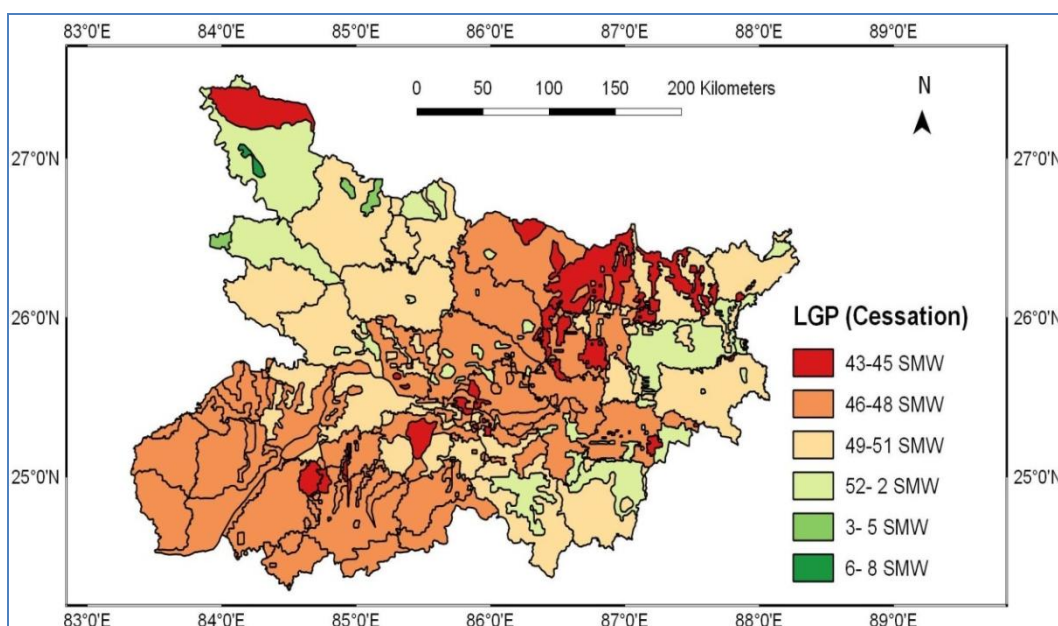 83°0'E 84°0'E 85°0'E 86°0'E 87°0'E 88°0'E 89°0'E
0 50 100 150 200 Kilometers
N
27°0'N 27°0'N
26°0'N 26°0'N
LGP (Cessation)
43-45 SMW
46-48 SMW
49-51 SMW
52- 2 SMW
3- 5 SMW
6- 8 SMW
25°0'N 25°0'N
83°0'E 84°0'E 85°0'E 86°0'E 87°0'E 88°0'E 89°0'E